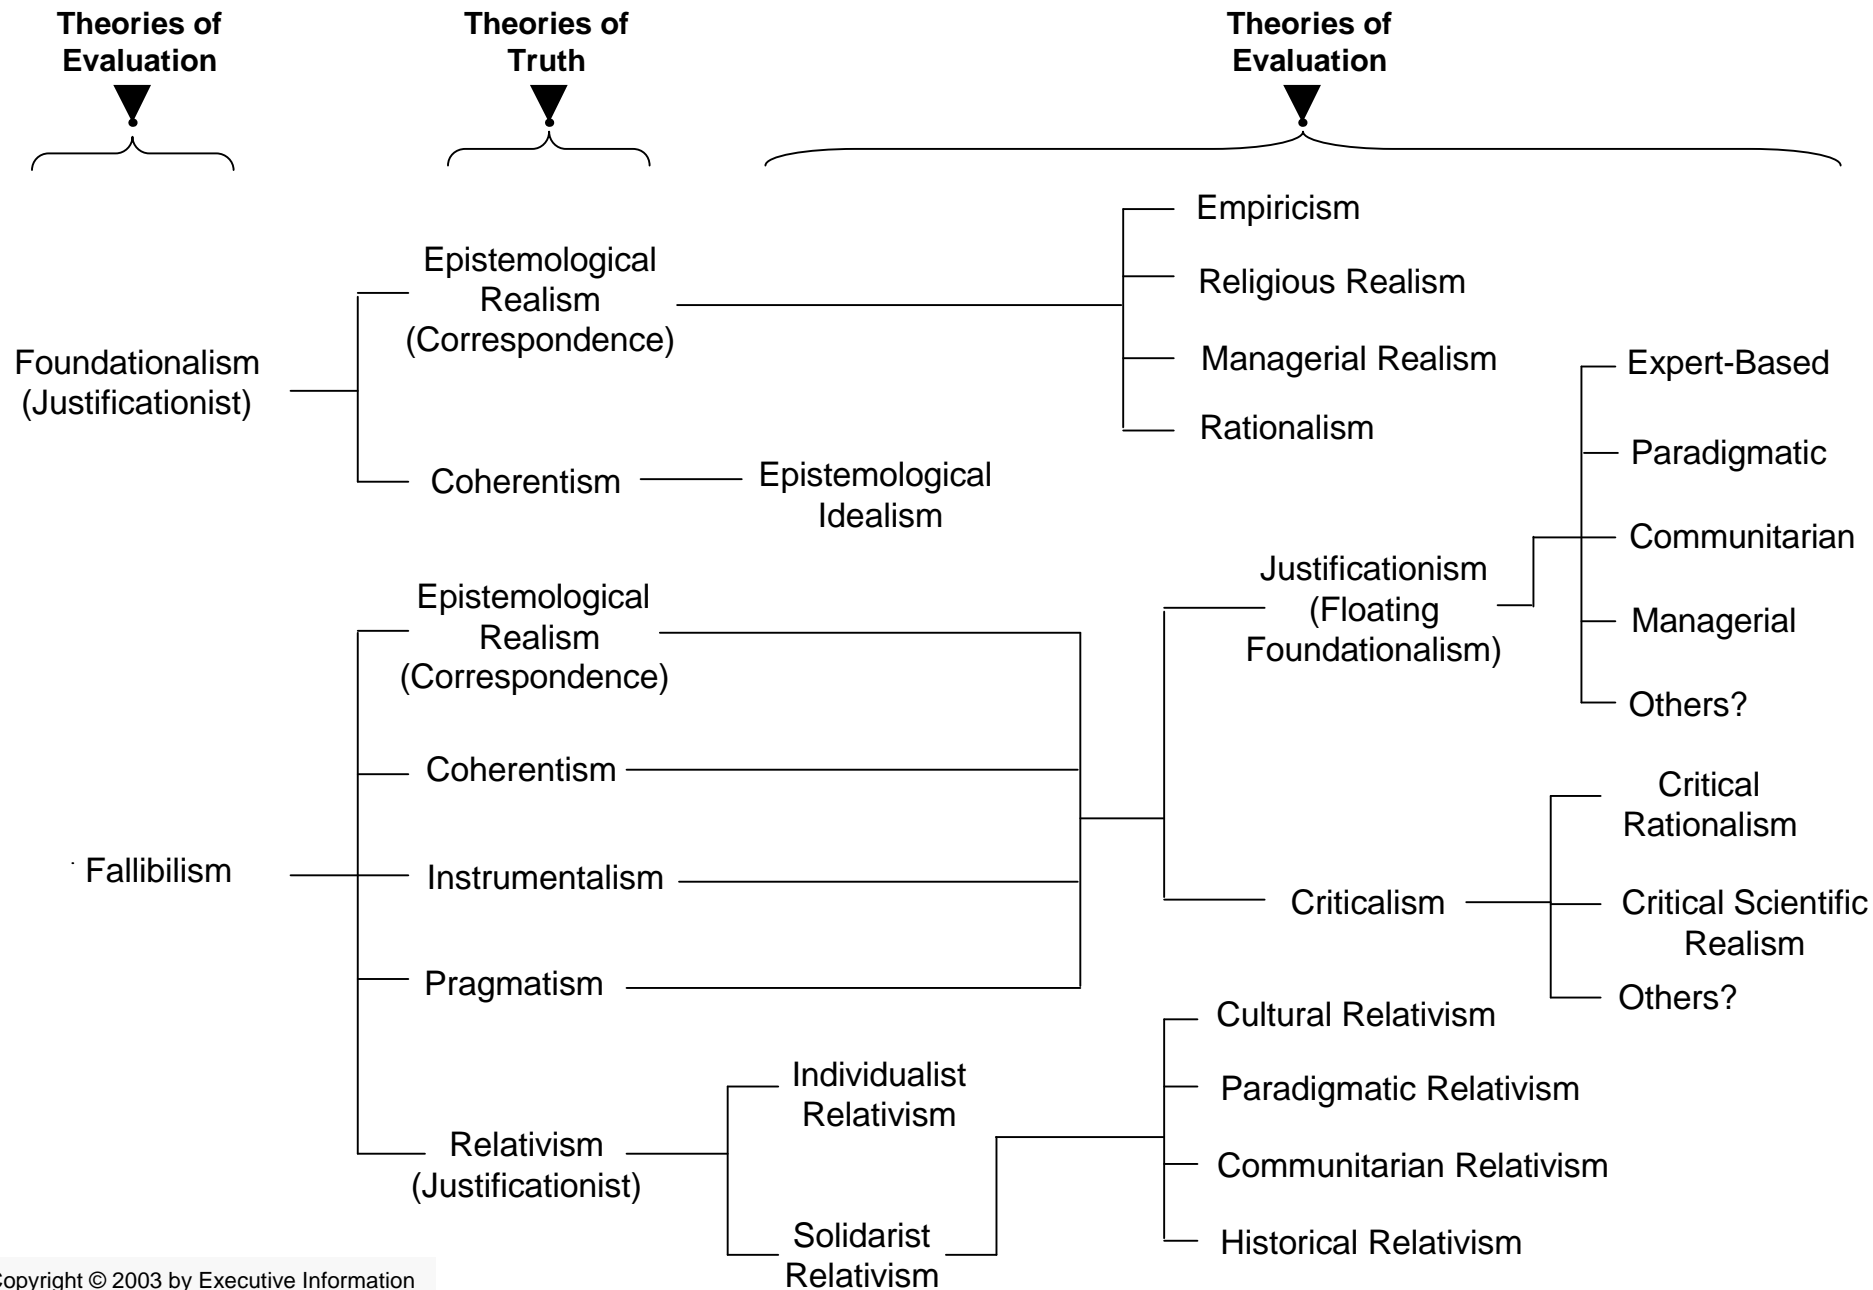 Theories of
Evaluation
Theories of
Truth
Theories of
Evaluation
Foundationalism
(Justificationist)
Epistemological
Realism
(Correspondence)
Empiricism
Religious Realism
Managerial Realism
Rationalism
Coherentism
Epistemological
Idealism
Fallibilism
Epistemological
Realism
(Correspondence)
Coherentism
Instrumentalism
Pragmatism
Justificationism
(Floating
Foundationalism)
Expert-Based
Paradigmatic
Communitarian
Managerial
Others?
Criticalism
Critical
Rationalism
Critical Scientific
Realism
Others?
Relativism
(Justificationist)
Individualist
Relativism
Solidarist
Relativism
Cultural Relativism
Paradigmatic Relativism
Communitarian Relativism
Historical Relativism
Copyright © 2003 by Executive Information